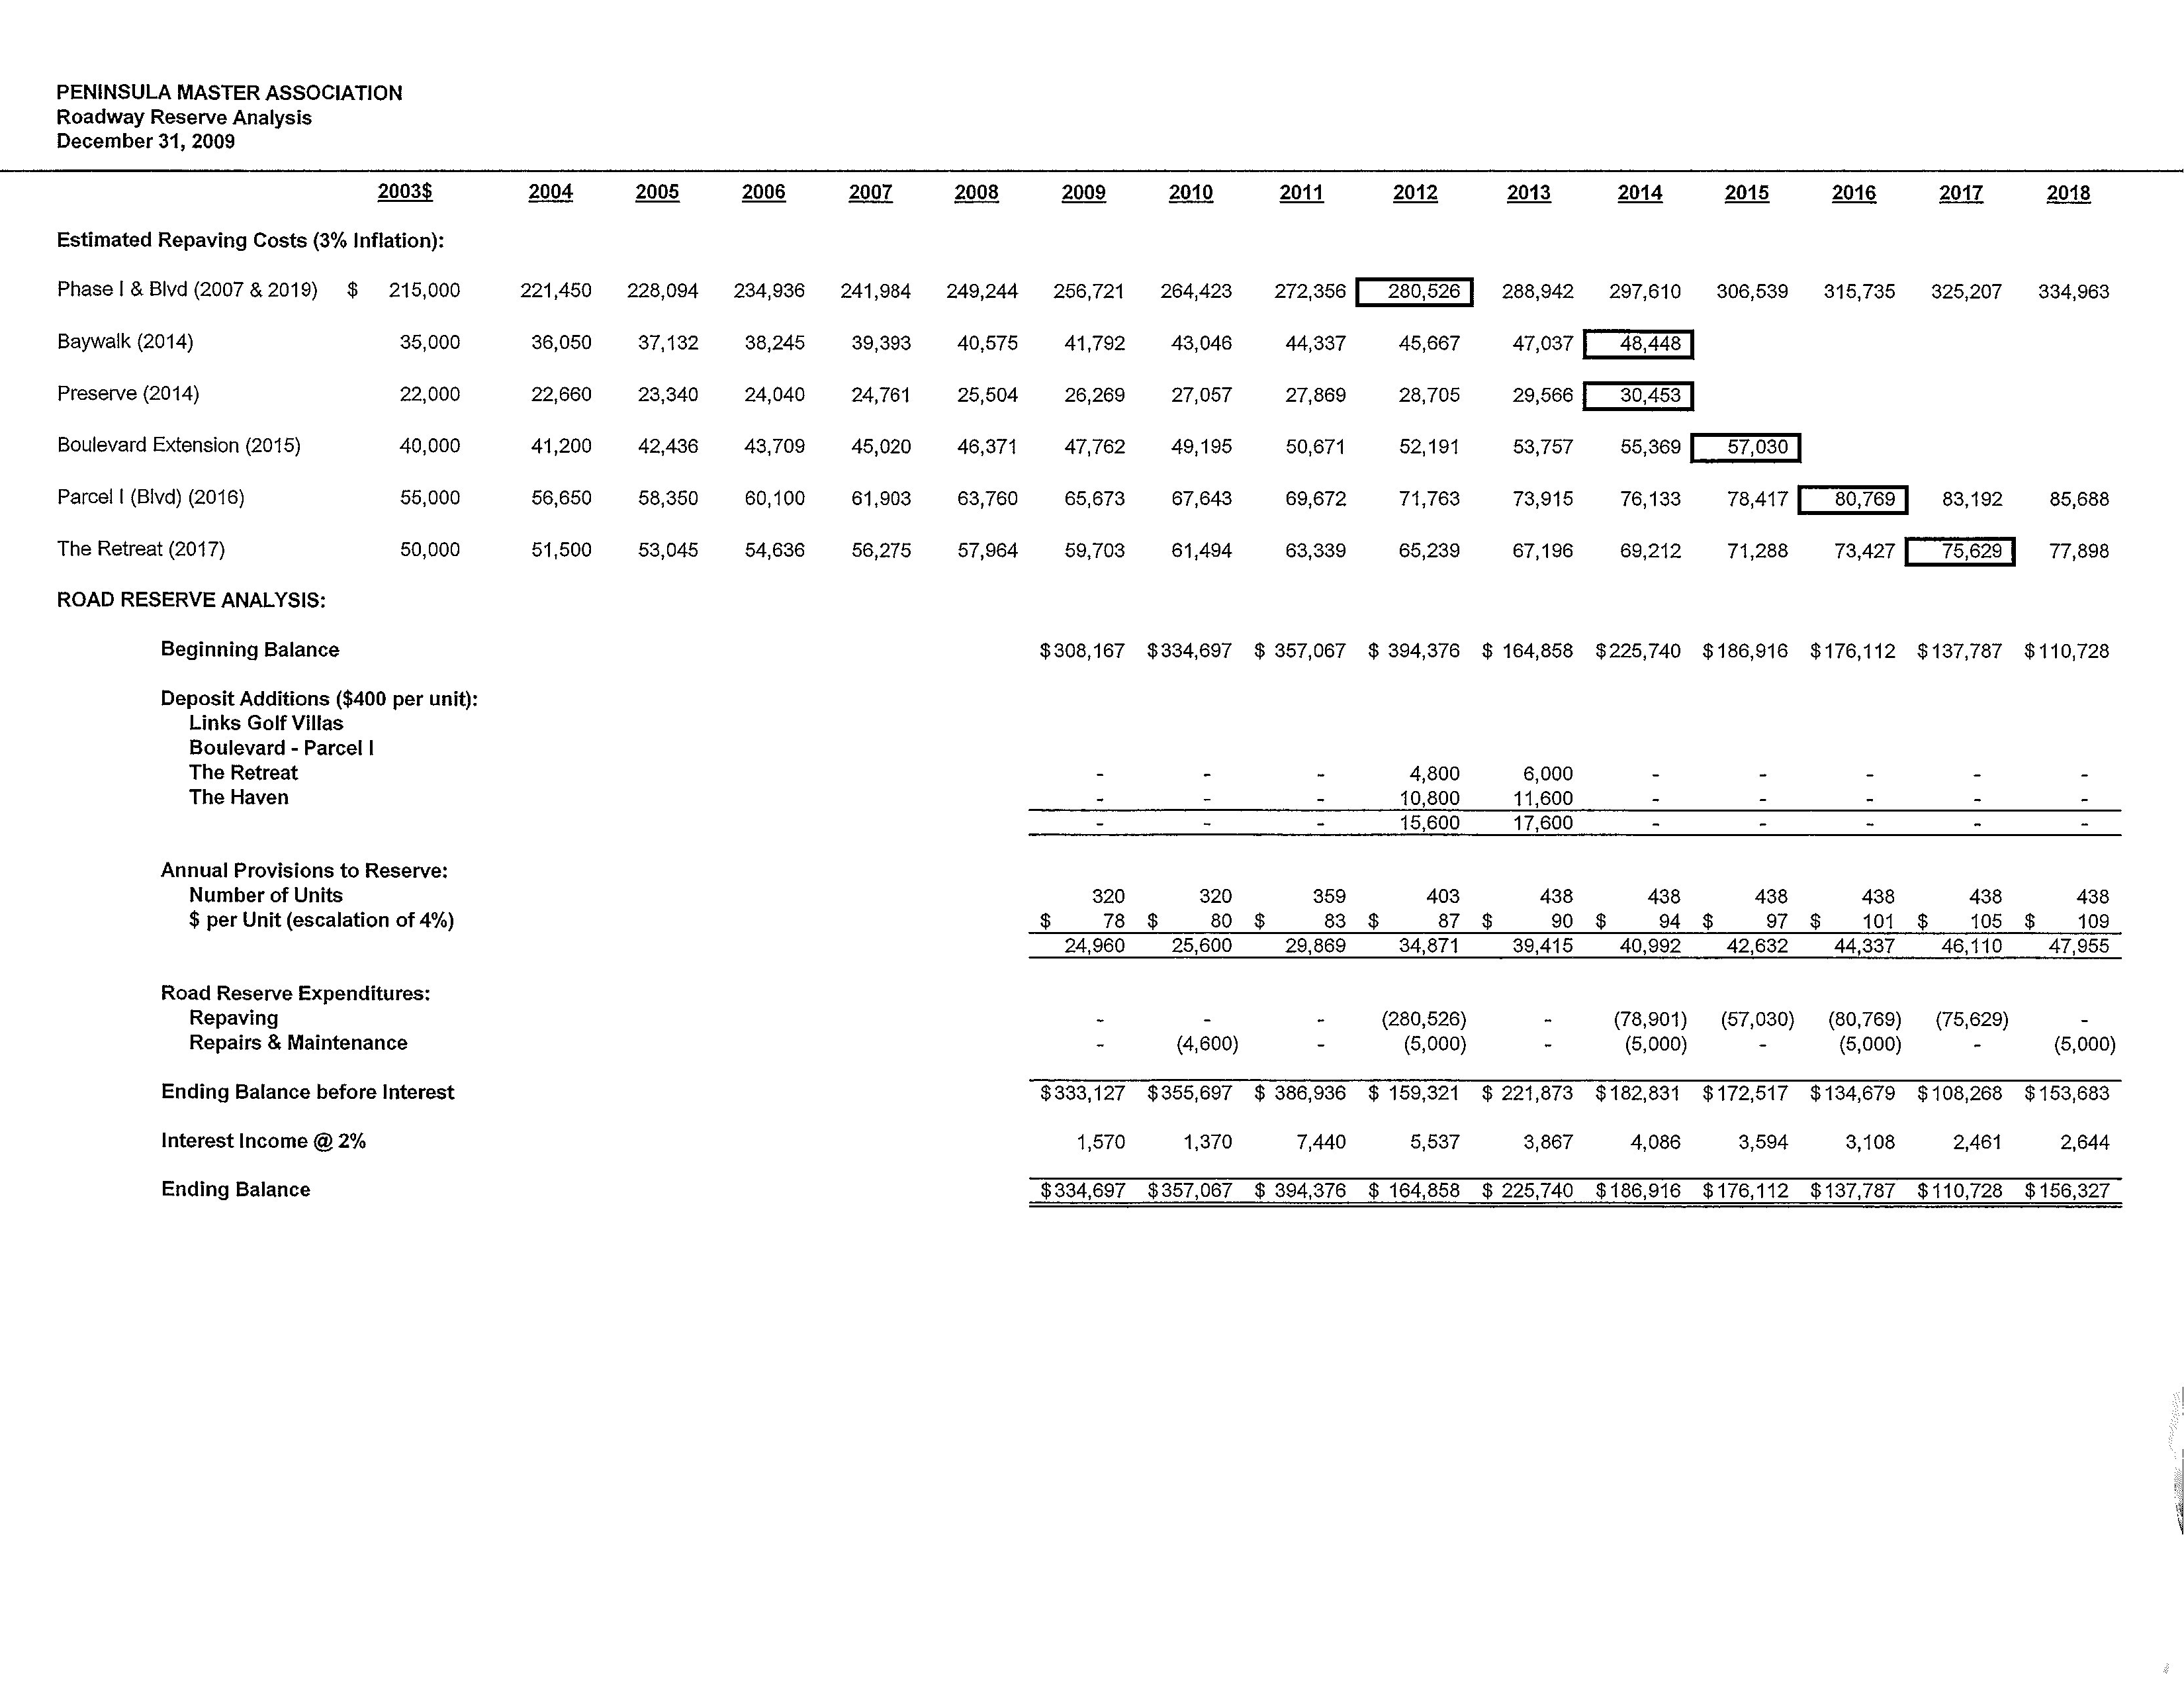 PENINSULA MASTER ASSOCIATION
Roadway Reserve Analysis
December 31, 2009
2003$ 2004 2005 2006 2007 2008 2009 2010 2011 2012 2013 2014 2015 2016 2017 2018
Estimated Repaving Costs (3% Inflation):
Phase I & Blvd (2007 & 2019) $ 215,000 221,450 228,094 234,936 241,984 249,244 256,721 264,423 272,356 280,526 288,942 297,610 306,539 315,735 325,207 334,963
Baywalk (2014) 35,000 36,050 37,132 38,245 39,393 40,575 41,792 43,046 44,337 45,667 47,037 48,448
Preserve (2014) 22,000 22,660 23,340 24,040 24,761 25,504 26,269 27,057 27,869 28,705 29,566 30,453
Boulevard Extension (2015) 40,000 41,200 42,436 43,709 45,020 46,371 47,762 49,195 50,671 52,191 53,757 55,369 57,030
Parcel I (Blvd) (2016) 55,000 56,650 58,350 60,100 61,903 63,760 65,673 67,643 69,672 71,763 73,915 76,133 78,417 80,769 83,192 85,688
The Retreat (2017) 50,000 51,500 53,045 54,636 56,275 57,964 59,703 61,494 63,339 65,239 67,196 69,212 71,288 73,427 75,629 77,898
ROAD RESERVE ANALYSIS:
Beginning Balance $308,167 $334,697 $ 357,067 $ 394,376 $ 164,858 $225,740 $186,916 $176,112 $137,787 $110,728
Deposit Additions ($400 per unit):
Links Golf Villas
Boulevard - Parcel I
The Retreat - - - 4,800 6,000 - - - - -
The Haven - - - 10,800 11,600 - - - - -
- - - 15,600 17,600 - - - - -
Annual Provisions to Reserve:
Number of Units 320 320 359 403 438 438 438 438 438 438
$ per Unit (escalation of 4%) $ 78 $ 80 $ 83 $ 87 $ 90 $ 94 $ 97 $ 101 $ 105 $ 109
24,960 25,600 29,869 34,871 39,415 40,992 42,632 44,337 46,110 47,955
Road Reserve Expenditures:
Repaving - - - (280,526) - (78,901) (57,030) (80,769) (75,629) -
Repairs & Maintenance - (4,600) - (5,000) - (5,000) - (5,000) - (5,000)
Ending Balance before Interest $333,127 $355,697 $ 386,936 $ 159,321 $ 221,873 $182,831 $172,517 $134,679 $108,268 $153,683
Interest Income @ 2% 1,570 1,370 7,440 5,537 3,867 4,086 3,594 3,108 2,461 2,644
Ending Balance $334,697 $357,067 $ 394,376 $ 164,858 $ 225,740 $186,916 $176,112 $137,787 $110,728 $156,327